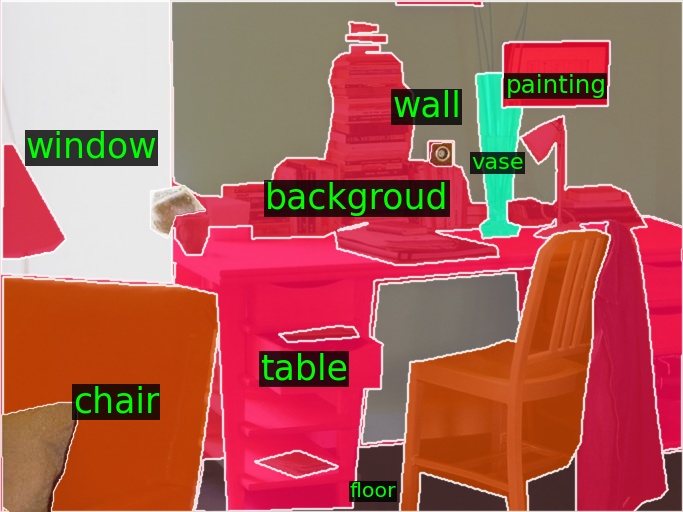 painting
wall
window
vase
backgroud
table
chair
floor